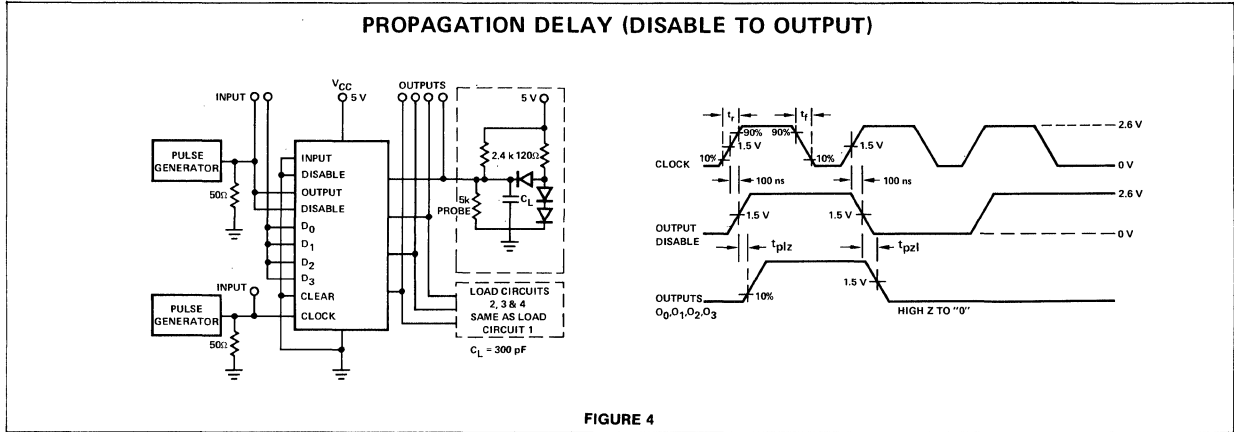 PROPAGATION DELAY (DISABLE TO OUTPUT)
VCC
5 V
OUTPUTS
INPUT
PULSE
GENERATOR
50Ω
INPUT
DISABLE
OUTPUT
DISABLE
D0
D1
D2
D3
CLEAR
CLOCK
INPUT
PULSE
GENERATOR
50Ω
5 V
2.4 k 120Ω
5k
PROBE
CL
LOAD CIRCUITS
2, 3 & 4
SAME AS LOAD
CIRCUIT 1
CL = 300 pF
tr
tf
90%
90%
2.6 V
1.5 V
1.5 V
10%
10%
CLOCK
0 V
100 ns
100 ns
2.6 V
1.5 V
1.5 V
OUTPUT
DISABLE
0 V
tplz
tpzl
1.5 V
10%
OUTPUTS
O0,O1,O2,O3
HIGH Z TO "0"
FIGURE 4